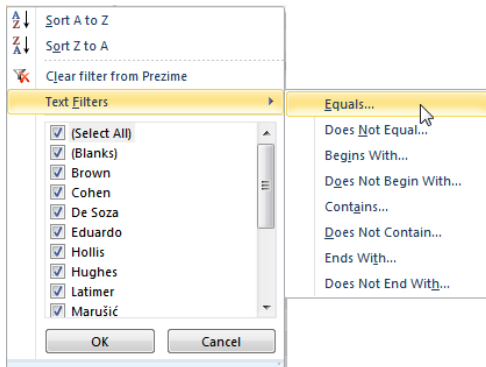 Sort A to Z
Sort Z to A
Clear filter from Prezime
Text Filters
(Select All)
(Blanks)
Brown
Cohen
De Soza
Eduardo
Hollis
Hughes
Latimer
Marušić
OK Cancel
Equals...
Does Not Equal...
Begins With...
Does Not Begin With...
Contains...
Does Not Contain...
Ends With...
Does Not End With...